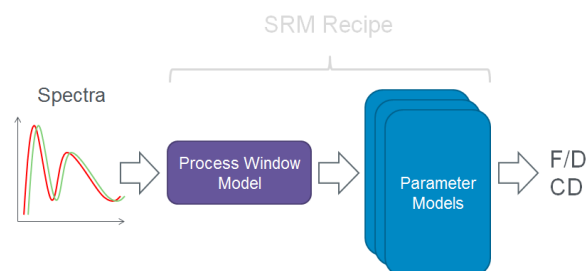 SRM Recipe
Spectra
Process Window
Model
Parameter
Models
F/D
CD